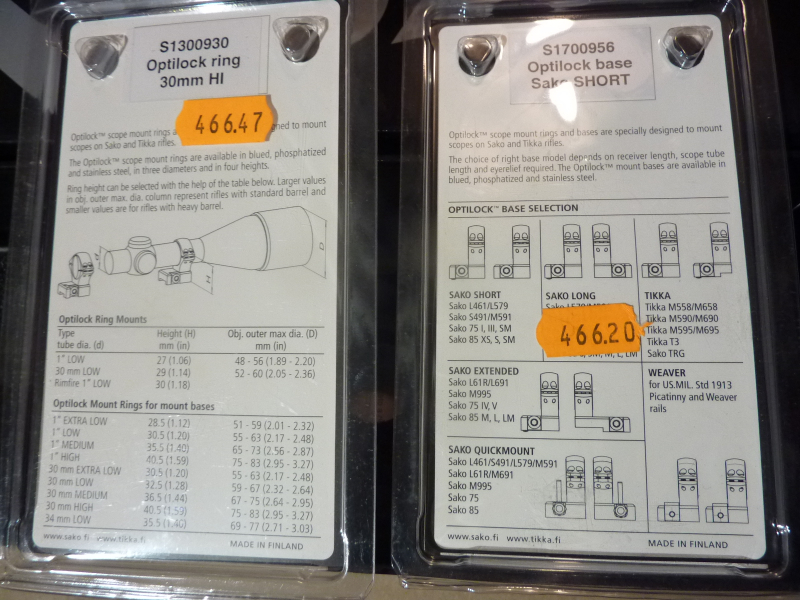 S1300930
Optilock ring
30mm HI
466.47
Optilock™ scope mount rings a ned to mount
scopes on Sako and Tikka rifles.
The Optilock™ scope mount rings are available in blued, phosphatized
and stainless steel, in three diameters and in four heights.
Ring height can be selected with the help of the table below. Larger values
in obj. outer max. dia. column represent rifles with standard barrel and
smaller values are for rifles with heavy barrel.
d
H
D
Optilock Ring Mounts
Type Height (H) Obj. outer max dia. (D)
tube dia. (d) mm (in) mm (in)
1" LOW 27 (1.06) 48 - 56 (1.89 - 2.20)
30 mm LOW 29 (1.14) 52 - 60 (2.05 - 2.36)
Rimfire 1" LOW 30 (1.18)
Optilock Mount Rings for mount bases
1" EXTRA LOW 28.5 (1.12) 51 - 59 (2.01 - 2.32)
1" LOW 30.5 (1.20) 55 - 63 (2.17 - 2.48)
1" MEDIUM 35.5 (1.40) 65 - 73 (2.56 - 2.87)
1" HIGH 40.5 (1.59) 75 - 83 (2.95 - 3.27)
30 mm EXTRA LOW 30.5 (1.20) 55 - 63 (2.17 - 2.48)
30 mm LOW 32.5 (1.28) 59 - 67 (2.32 - 2.64)
30 mm MEDIUM 36.5 (1.44) 67 - 75 (2.64 - 2.95)
30 mm HIGH 40.5 (1.59) 75 - 83 (2.95 - 3.27)
34 mm LOW 35.5 (1.40) 69 - 77 (2.71 - 3.03)
www.sako.fi www.tikka.fi MADE IN FINLAND
S1700956
Optilock base
Sako SHORT
Optilock™ scope mount rings and bases are specially designed to mount
scopes on Sako and Tikka rifles.
The choice of right base model depends on receiver length, scope tube
length and eyerelief required. The Optilock™ mount bases are available in
blued, phosphatized and stainless steel.
OPTILOCK™ BASE SELECTION
SAKO SHORT
Sako L461/L579
Sako S491/M591
Sako 75 I, III, SM
Sako 85 XS, S, SM
SAKO LONG
466.20
M, L, LM
TIKKA
Tikka M558/M658
Tikka M590/M690
Tikka M595/M695
Tikka T3
Sako TRG
SAKO EXTENDED
Sako L61R/L691
Sako M995
Sako 75 IV, V
Sako 85 M, L, LM
WEAVER
for US.MIL. Std 1913
Picatinny and Weaver
rails
SAKO QUICKMOUNT
Sako L461/S491/L579/M591
Sako L61R/M691
Sako M995
Sako 75
Sako 85
www.sako.fi www.tikka.fi MADE IN FINLAND